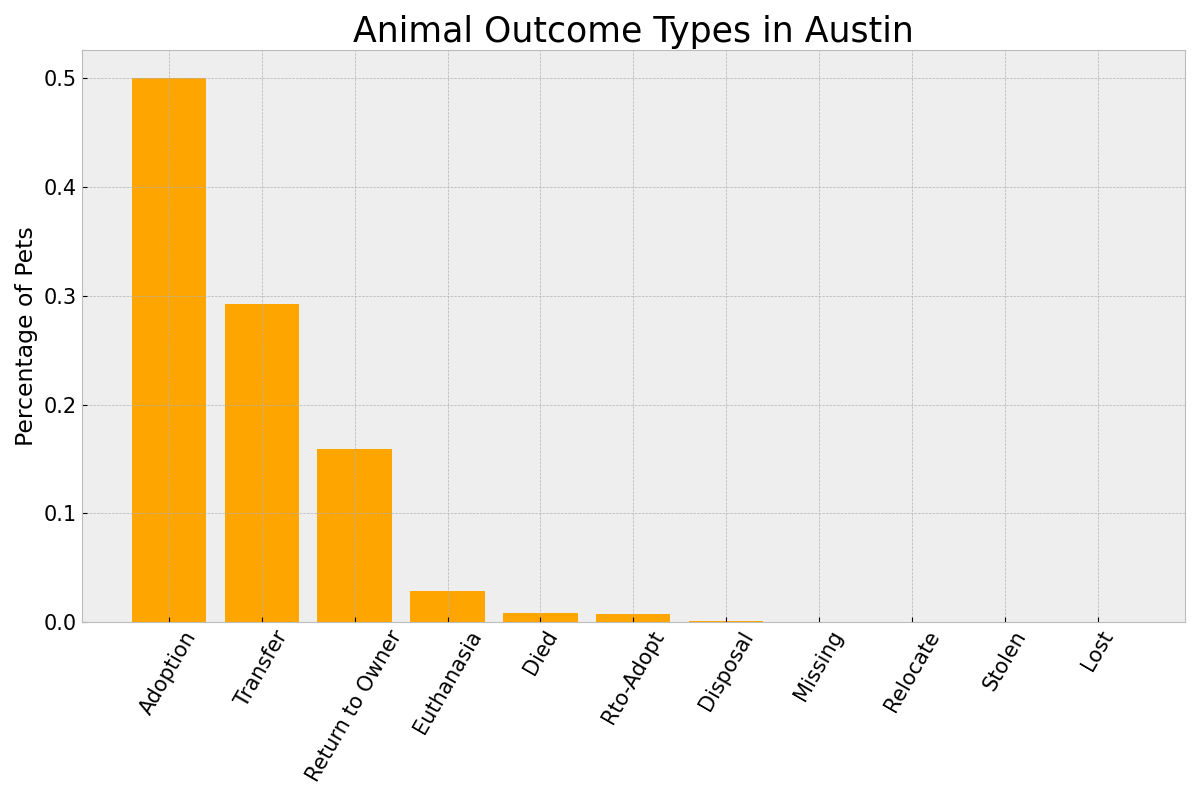 Animal Outcome Types in Austin
Percentage of Pets
0.5
0.4
0.3
0.2
0.1
0.0
Adoption
Transfer
Return to Owner
Euthanasia
Died
Rto-Adopt
Disposal
Missing
Relocate
Stolen
Lost